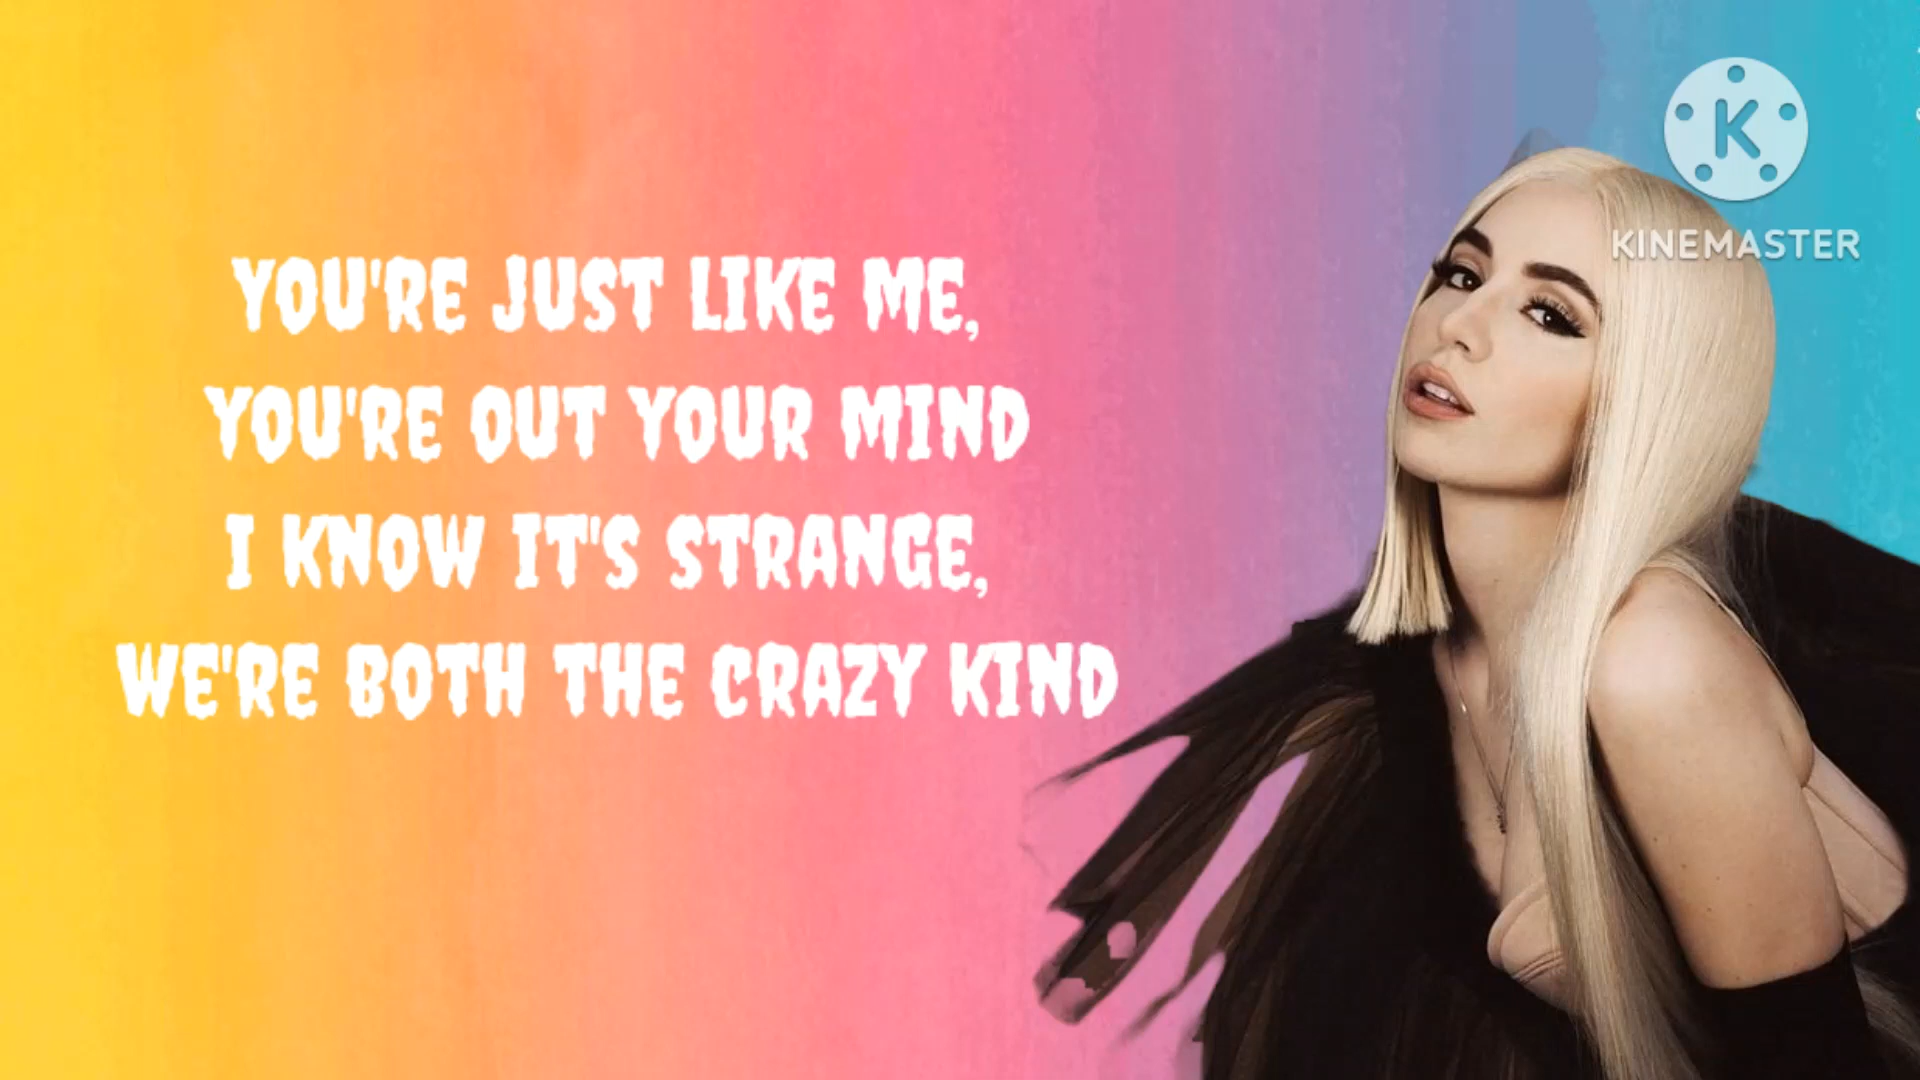 YOU'RE JUST LIKE ME,
YOU'RE OUT YOUR MIND
I KNOW IT'S STRANGE,
WE'RE BOTH THE CRAZY KIND
K
KINEMASTER